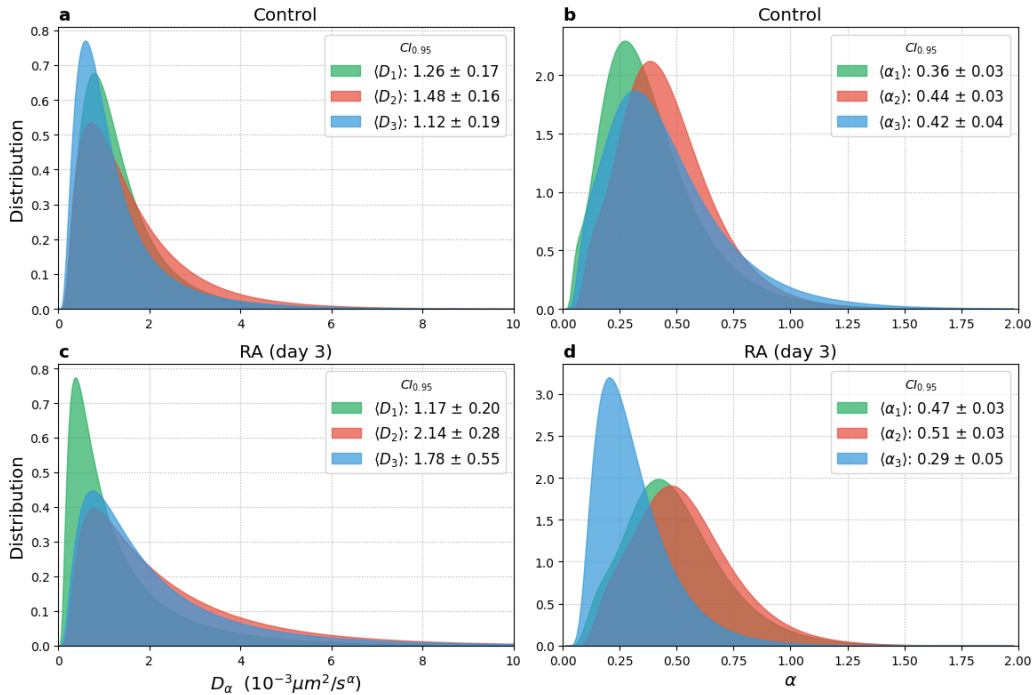 a Control
Distribution
0.8
0.7
0.6
0.5
0.4
0.3
0.2
0.1
0.0
0 2 4 6 8 10
CI0.95
⟨D1⟩: 1.26 ± 0.17
⟨D2⟩: 1.48 ± 0.16
⟨D3⟩: 1.12 ± 0.19
b Control
2.0
1.5
1.0
0.5
0.0
0.00 0.25 0.50 0.75 1.00 1.25 1.50 1.75 2.00
CI0.95
⟨α1⟩: 0.36 ± 0.03
⟨α2⟩: 0.44 ± 0.03
⟨α3⟩: 0.42 ± 0.04
c RA (day 3)
Distribution
0.8
0.7
0.6
0.5
0.4
0.3
0.2
0.1
0.0
0 2 4 6 8 10
Dα (10⁻³μm²/sᵅ)
CI0.95
⟨D1⟩: 1.17 ± 0.20
⟨D2⟩: 2.14 ± 0.28
⟨D3⟩: 1.78 ± 0.55
d RA (day 3)
3.0
2.5
2.0
1.5
1.0
0.5
0.0
0.00 0.25 0.50 0.75 1.00 1.25 1.50 1.75 2.00
α
CI0.95
⟨α1⟩: 0.47 ± 0.03
⟨α2⟩: 0.51 ± 0.03
⟨α3⟩: 0.29 ± 0.05